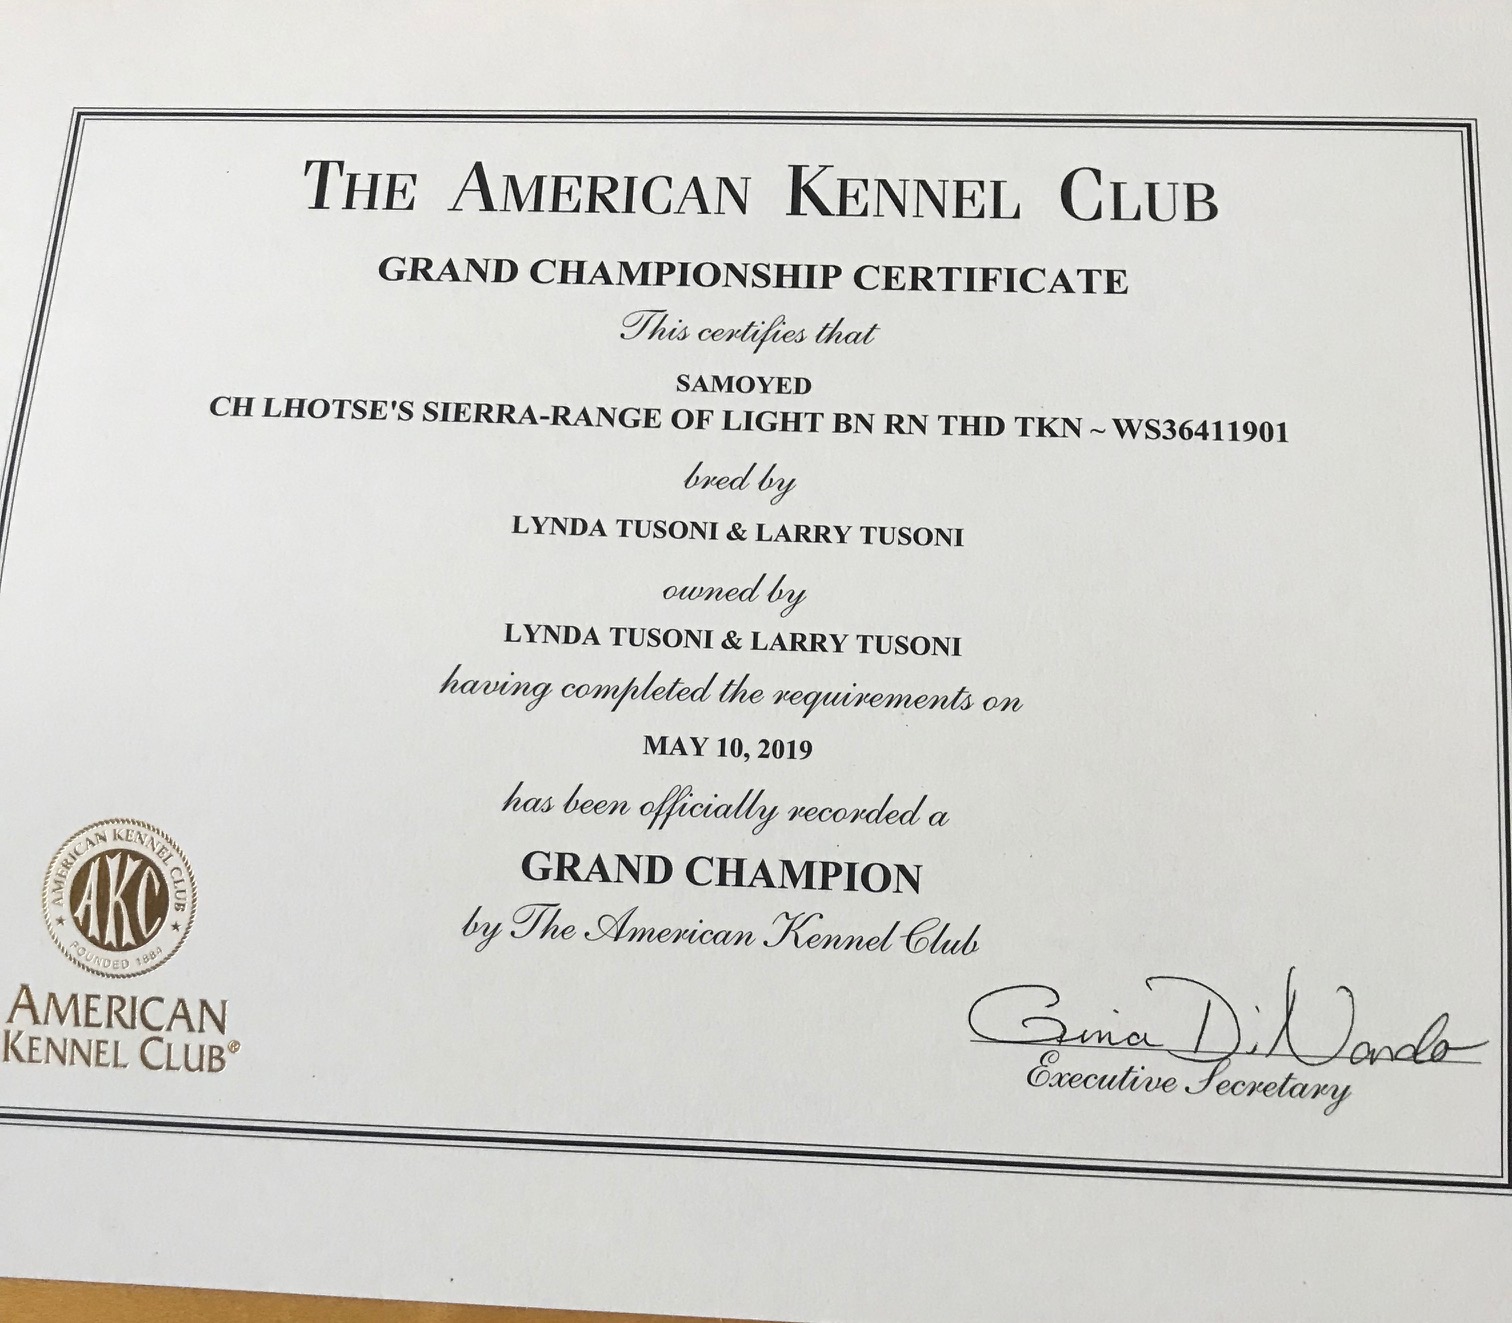 THE AMERICAN KENNEL CLUB
GRAND CHAMPIONSHIP CERTIFICATE
This certifies that
SAMOYED
CH LHOTSE'S SIERRA-RANGE OF LIGHT BN RN THD TKN ~ WS36411901
bred by
LYNDA TUSONI & LARRY TUSONI
owned by
LYNDA TUSONI & LARRY TUSONI
having completed the requirements on
MAY 10, 2019
has been officially recorded a
GRAND CHAMPION
by The American Kennel Club
AMERICAN KENNEL CLUB
AKC
FOUNDED 1884
AMERICAN
KENNEL CLUB®
Gina DiNardo
Executive Secretary